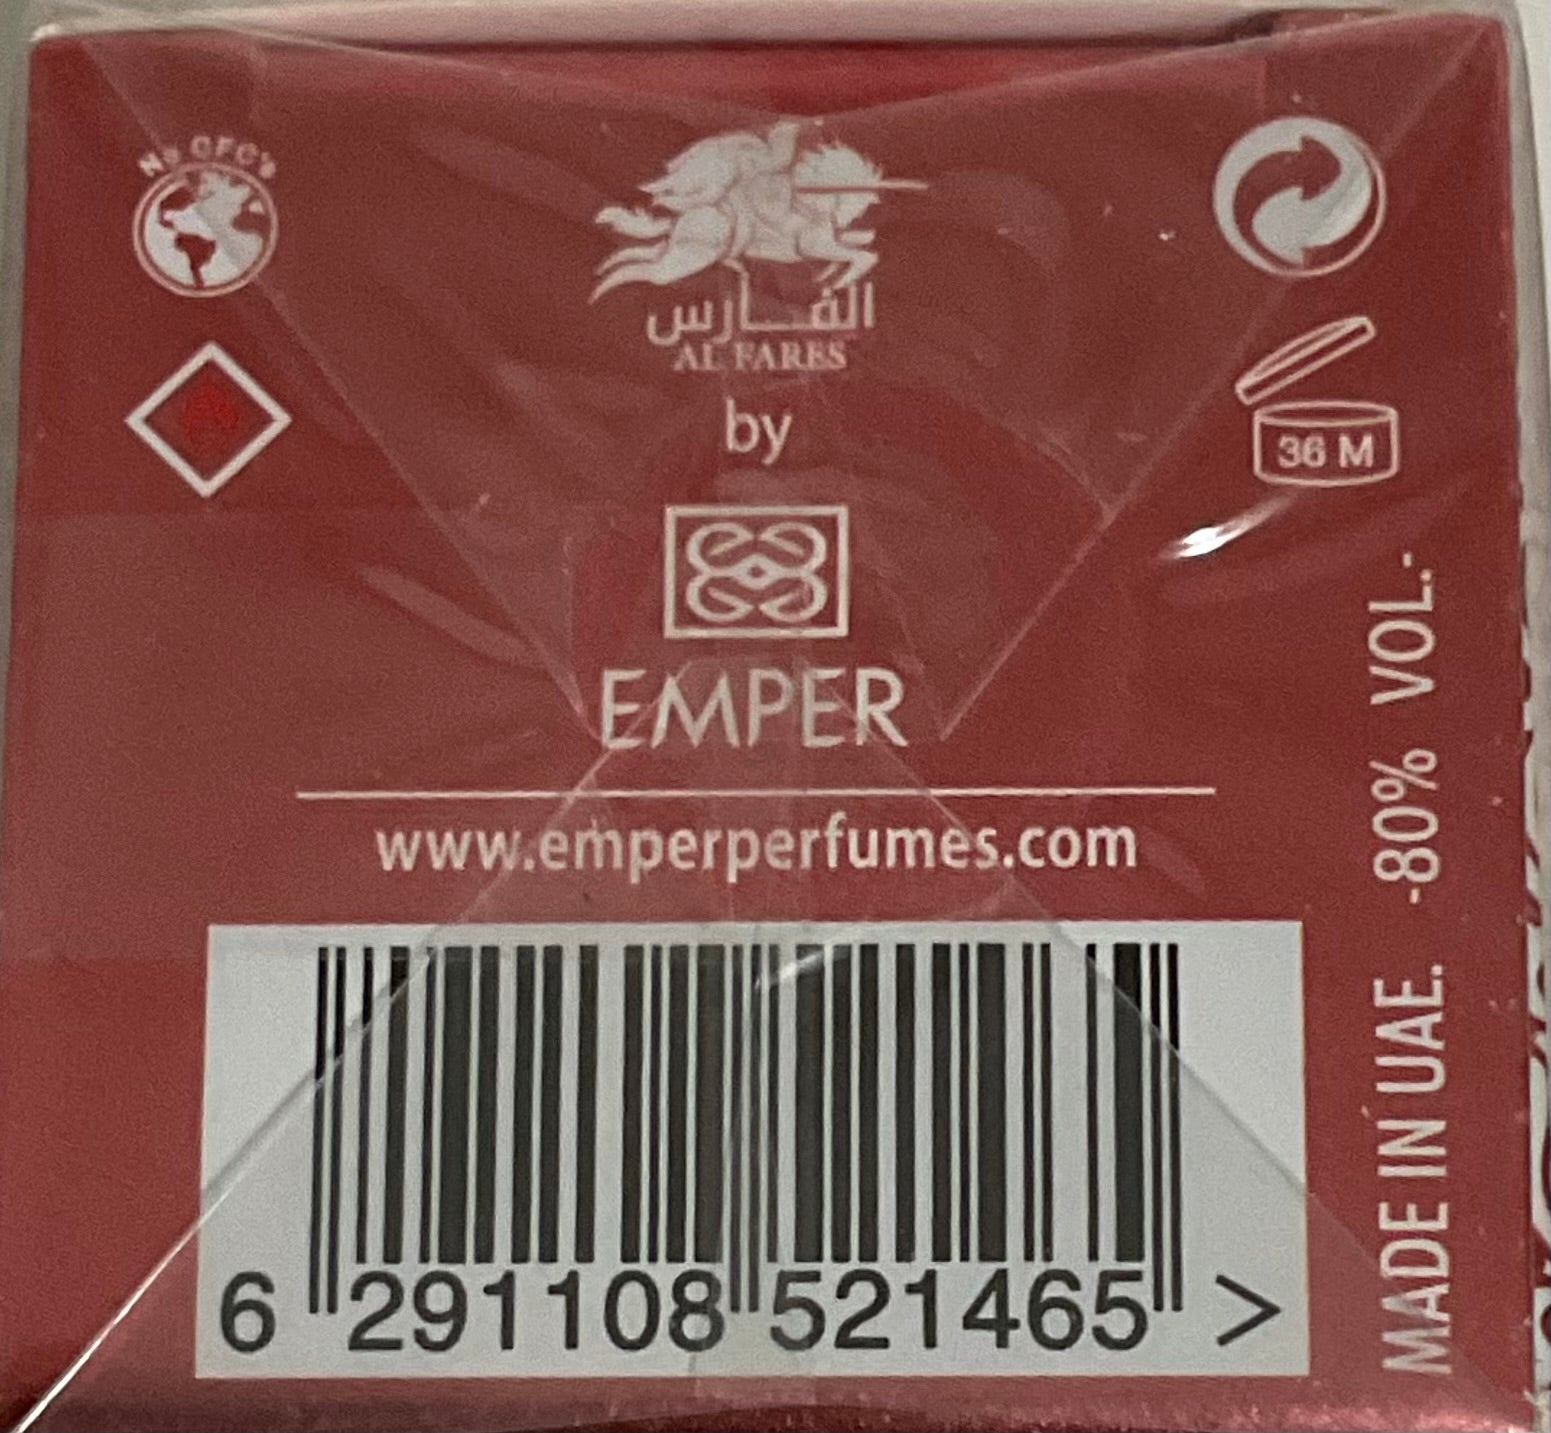 No CFC's
الفارس
AL FARES
by
36 M
EMPER
www.emperperfumes.com
MADE IN UAE. -80% VOL.-
6 291108 521465 >